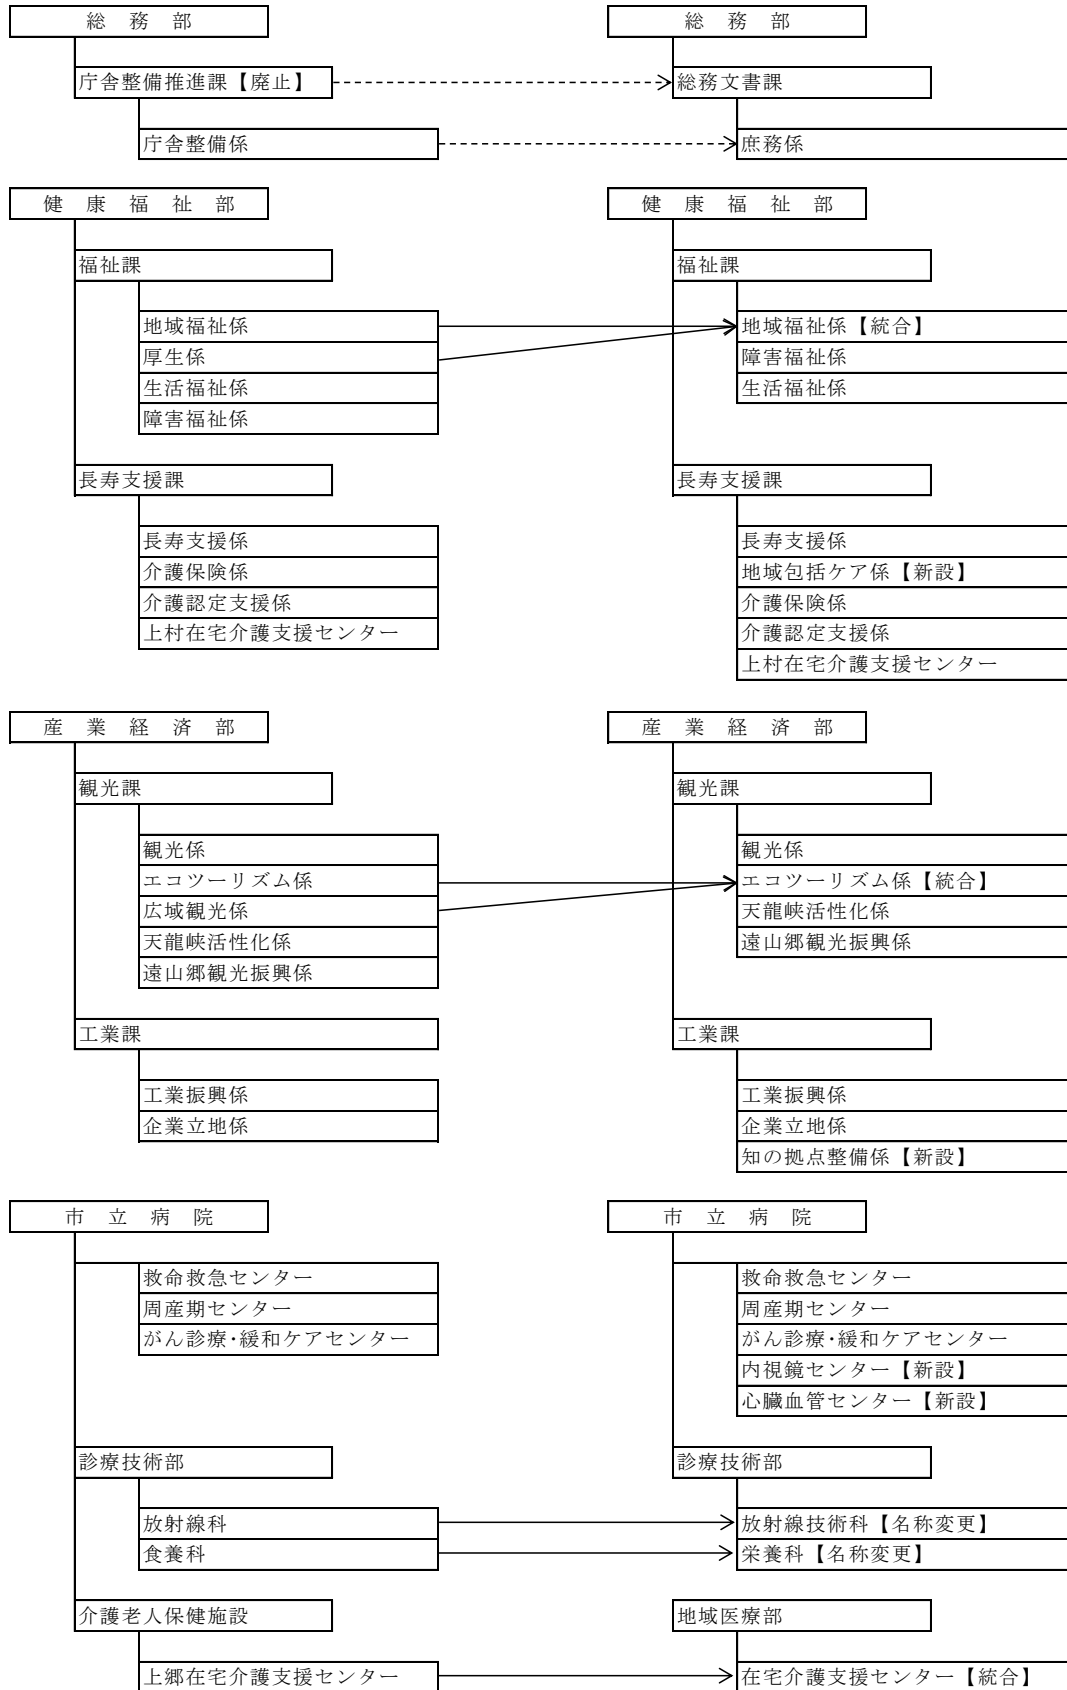 総務部
総務部
庁舎整備推進課【廃止】
総務文書課
庁舎整備係
庶務係
健康福祉部
健康福祉部
福祉課
福祉課
地域福祉係
地域福祉係【統合】
厚生係
障害福祉係
生活福祉係
生活福祉係
障害福祉係
長寿支援課
長寿支援課
長寿支援係
長寿支援係
介護保険係
地域包括ケア係【新設】
介護認定支援係
介護保険係
上村在宅介護支援センター
介護認定支援係
上村在宅介護支援センター
産業経済部
産業経済部
観光課
観光課
観光係
観光係
エコツーリズム係
エコツーリズム係【統合】
広域観光係
天龍峡活性化係
天龍峡活性化係
遠山郷観光振興係
遠山郷観光振興係
工業課
工業課
工業振興係
工業振興係
企業立地係
企業立地係
知の拠点整備係【新設】
市立病院
市立病院
救命救急センター
救命救急センター
周産期センター
周産期センター
がん診療・緩和ケアセンター
がん診療・緩和ケアセンター
内視鏡センター【新設】
心臓血管センター【新設】
診療技術部
診療技術部
放射線科
放射線技術科【名称変更】
食養科
栄養科【名称変更】
介護老人保健施設
地域医療部
上郷在宅介護支援センター
在宅介護支援センター【統合】